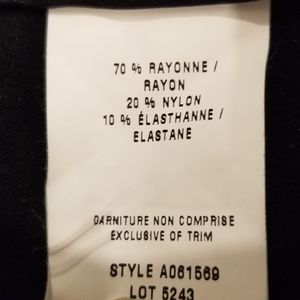 70 % RAYONNE /
RAYON
20 % NYLON
10 % ÉLASTHANNE /
ELASTANE
GARNITURE NON COMPRISE
EXCLUSIVE OF TRIM
STYLE A061569
LOT 5243